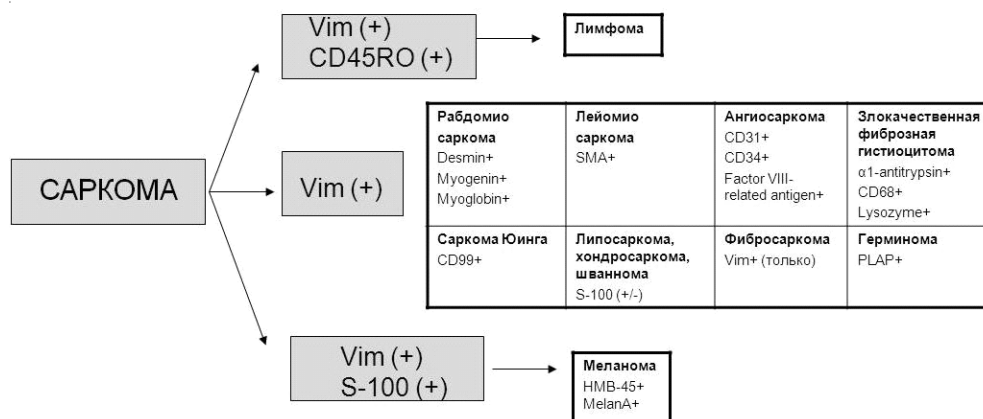 Vim (+)
CD45RO (+)
Лимфома
САРКОМА
Vim (+)
Рабдомио
саркома
Desmin+
Myogenin+
Myoglobin+
Лейомио
саркома
SMA+
Ангиосаркома
CD31+
CD34+
Factor VIII-
related antigen+
Злокачественная
фиброзная
гистиоцитома
α1-antitrypsin+
CD68+
Lysozyme+
Саркома Юинга
CD99+
Липосаркома,
хондросаркома,
шваннома
S-100 (+/-)
Фибросаркома
Vim+ (только)
Герминома
PLAP+
Vim (+)
S-100 (+)
Меланома
HMB-45+
MelanA+